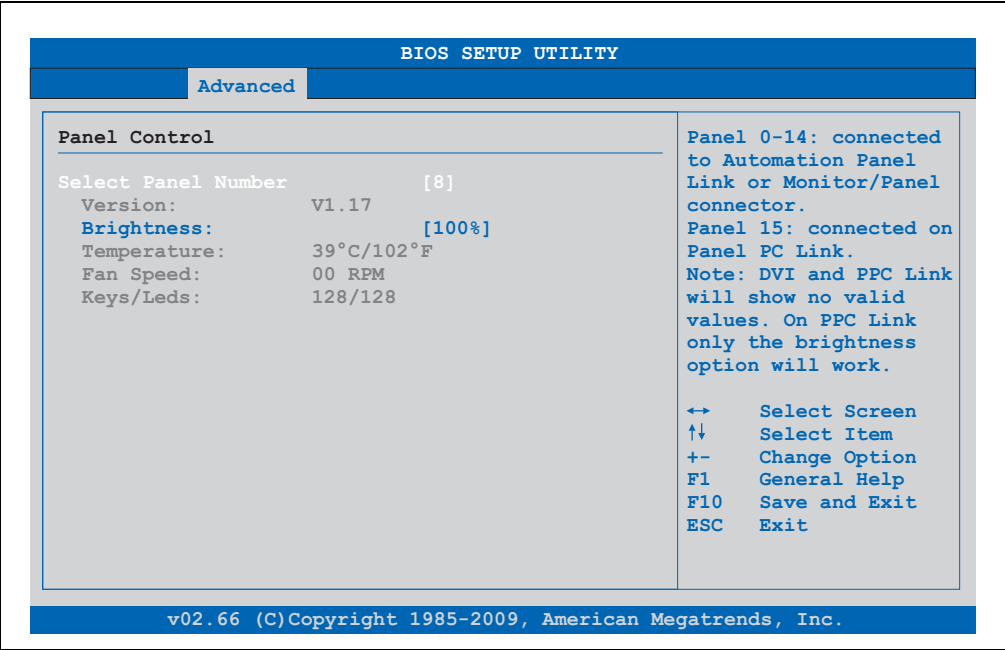 BIOS SETUP UTILITY
Advanced
Panel Control
Select Panel Number [8]
Version: V1.17
Brightness: [100%]
Temperature: 39°C/102°F
Fan Speed: 00 RPM
Keys/Leds: 128/128
Panel 0-14: connected
to Automation Panel
Link or Monitor/Panel
connector.
Panel 15: connected on
Panel PC Link.
Note: DVI and PPC Link
will show no valid
values. On PPC Link
only the brightness
option will work.
←→ Select Screen
↑↓ Select Item
+- Change Option
F1 General Help
F10 Save and Exit
ESC Exit
v02.66 (C)Copyright 1985-2009, American Megatrends, Inc.